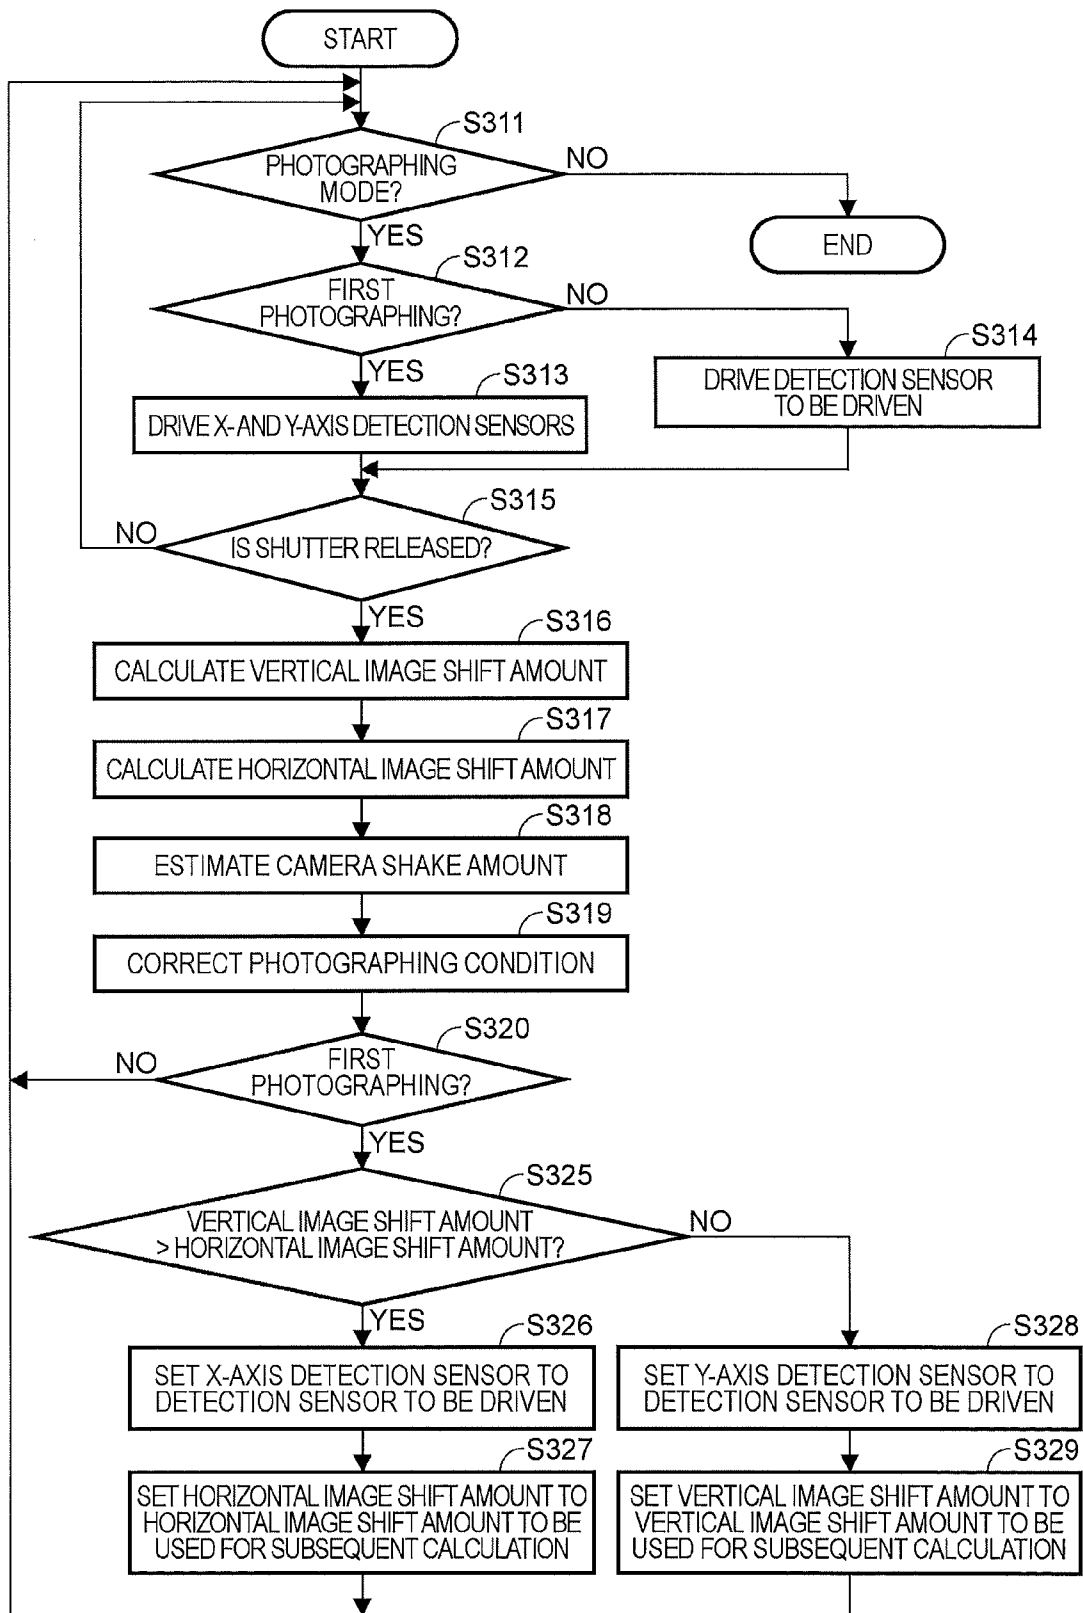 START
S311
PHOTOGRAPHING
MODE?
NO
YES
END
S312
FIRST
PHOTOGRAPHING?
NO
YES
S314
DRIVE DETECTION SENSOR
TO BE DRIVEN
S313
DRIVE X- AND Y-AXIS DETECTION SENSORS
S315
NO
IS SHUTTER RELEASED?
YES
S316
CALCULATE VERTICAL IMAGE SHIFT AMOUNT
S317
CALCULATE HORIZONTAL IMAGE SHIFT AMOUNT
S318
ESTIMATE CAMERA SHAKE AMOUNT
S319
CORRECT PHOTOGRAPHING CONDITION
S320
NO
FIRST
PHOTOGRAPHING?
YES
S325
VERTICAL IMAGE SHIFT AMOUNT
> HORIZONTAL IMAGE SHIFT AMOUNT?
NO
YES
S326
SET X-AXIS DETECTION SENSOR TO
DETECTION SENSOR TO BE DRIVEN
S328
SET Y-AXIS DETECTION SENSOR TO
DETECTION SENSOR TO BE DRIVEN
S327
SET HORIZONTAL IMAGE SHIFT AMOUNT TO
HORIZONTAL IMAGE SHIFT AMOUNT TO BE
USED FOR SUBSEQUENT CALCULATION
S329
SET VERTICAL IMAGE SHIFT AMOUNT TO
VERTICAL IMAGE SHIFT AMOUNT TO BE
USED FOR SUBSEQUENT CALCULATION